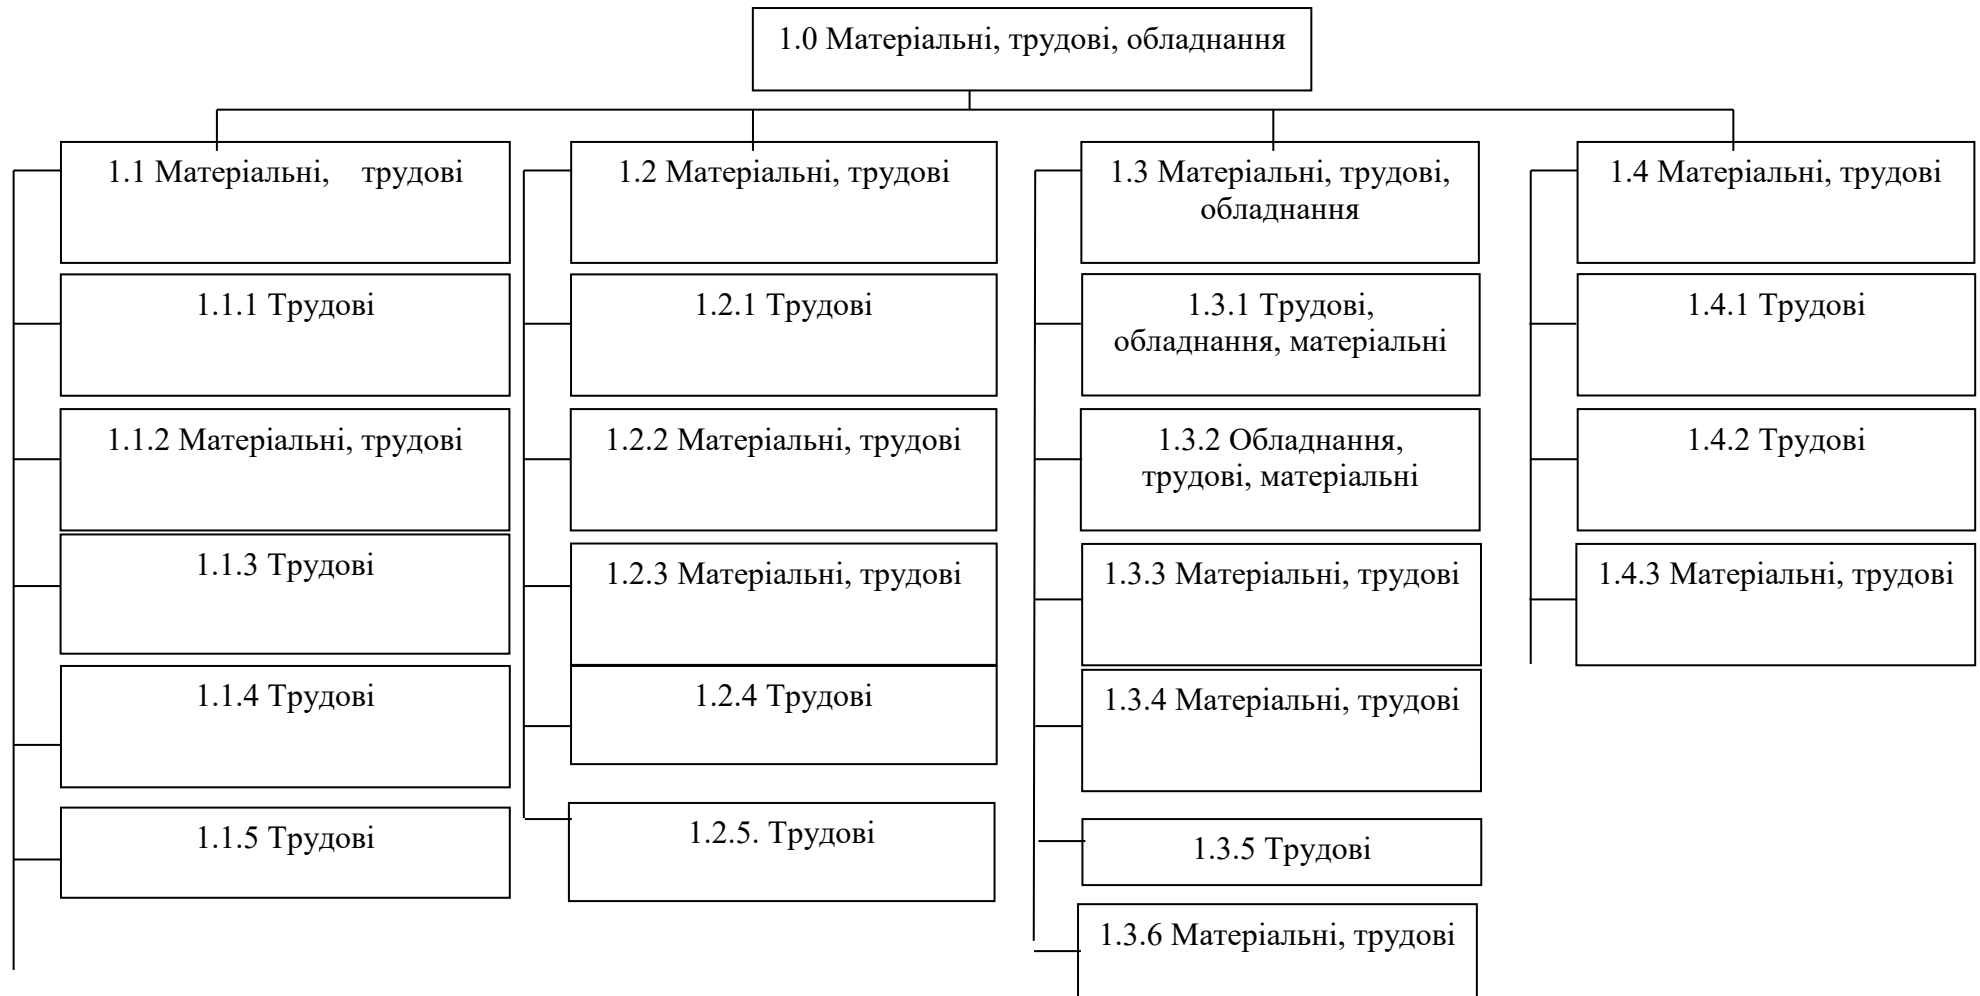 1.0 Матеріальні, трудові, обладнання
1.1 Матеріальні, трудові
1.1.1 Трудові
1.1.2 Матеріальні, трудові
1.1.3 Трудові
1.1.4 Трудові
1.1.5 Трудові
1.2 Матеріальні, трудові
1.2.1 Трудові
1.2.2 Матеріальні, трудові
1.2.3 Матеріальні, трудові
1.2.4 Трудові
1.2.5. Трудові
1.3 Матеріальні, трудові,
обладнання
1.3.1 Трудові,
обладнання, матеріальні
1.3.2 Обладнання,
трудові, матеріальні
1.3.3 Матеріальні, трудові
1.3.4 Матеріальні, трудові
1.3.5 Трудові
1.3.6 Матеріальні, трудові
1.4 Матеріальні, трудові
1.4.1 Трудові
1.4.2 Трудові
1.4.3 Матеріальні, трудові